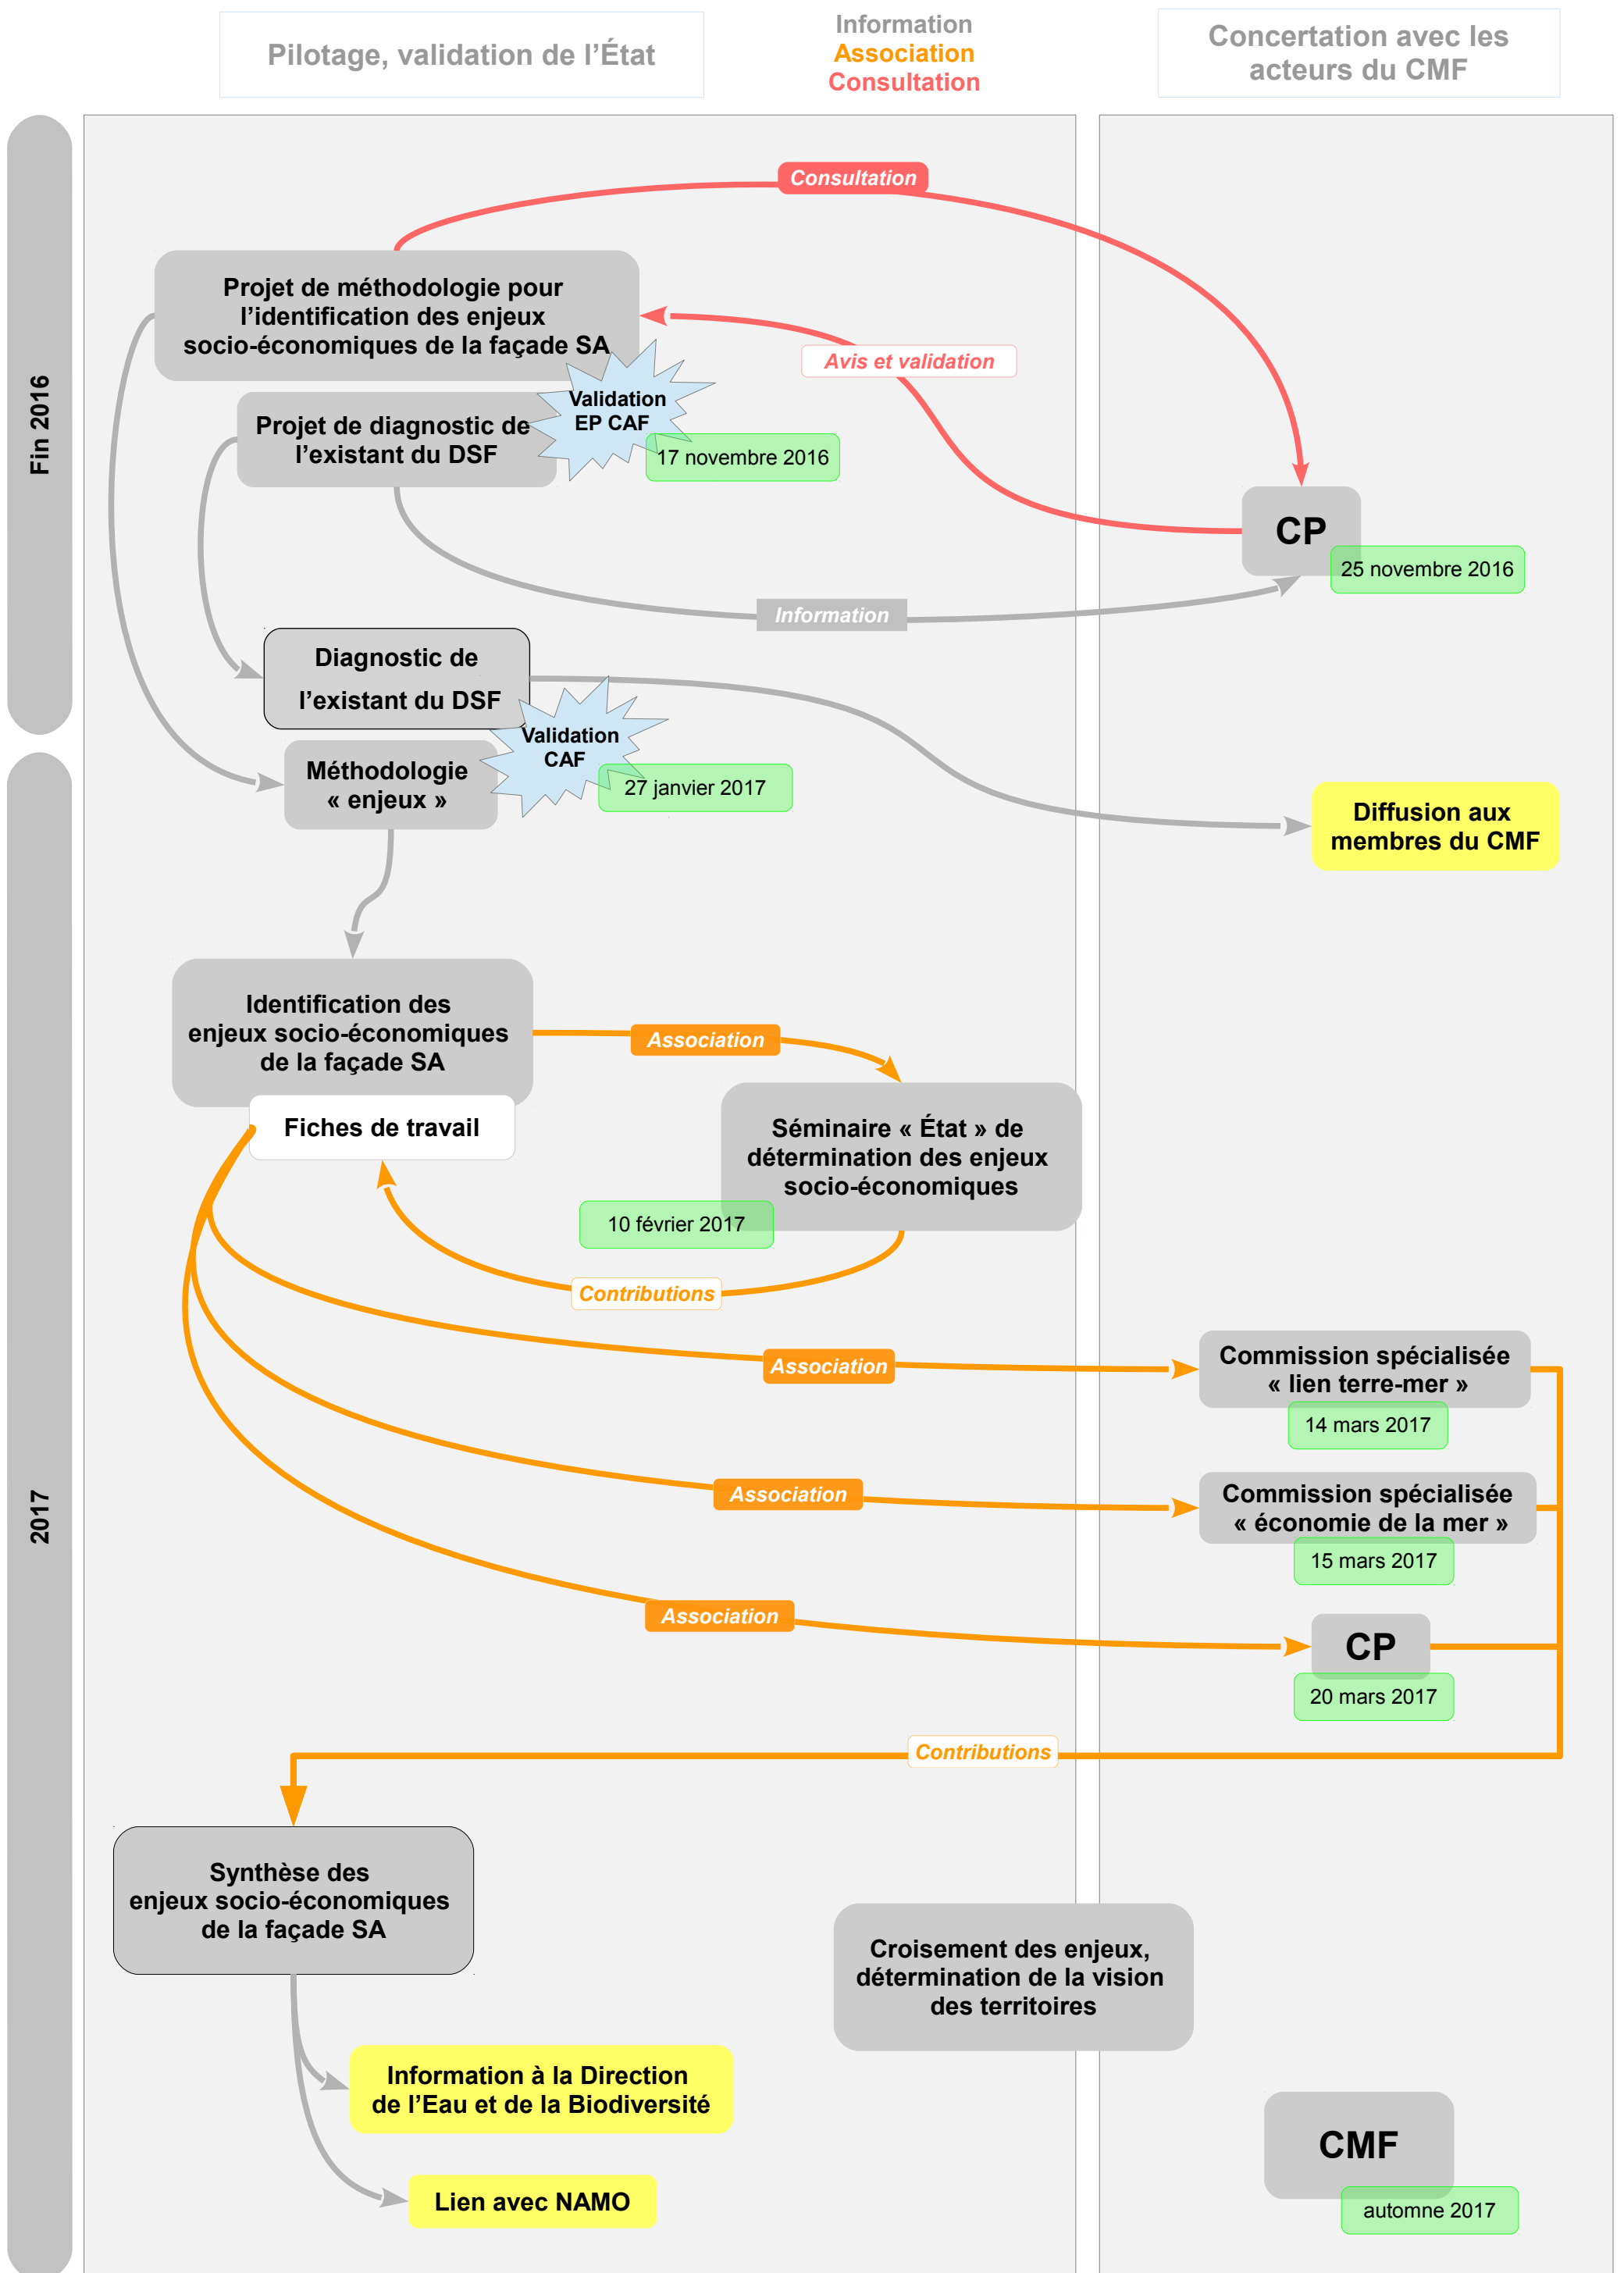 Pilotage, validation de l’État
Information
Association
Consultation
Concertation avec les
acteurs du CMF
Fin 2016
Consultation
Projet de méthodologie pour
l’identification des enjeux
socio-économiques de la façade SA
Avis et validation
Validation
EP CAF
Projet de diagnostic de
l’existant du DSF
17 novembre 2016
CP
25 novembre 2016
Information
Diagnostic de
l’existant du DSF
Validation
CAF
Méthodologie
« enjeux »
27 janvier 2017
Diffusion aux
membres du CMF
2017
Identification des
enjeux socio-économiques
de la façade SA
Association
Fiches de travail
Séminaire « État » de
détermination des enjeux
socio-économiques
10 février 2017
Contributions
Association
Commission spécialisée
« lien terre-mer »
14 mars 2017
Association
Commission spécialisée
« économie de la mer »
15 mars 2017
Association
CP
20 mars 2017
Contributions
Synthèse des
enjeux socio-économiques
de la façade SA
Croisement des enjeux,
détermination de la vision
des territoires
Information à la Direction
de l’Eau et de la Biodiversité
CMF
Lien avec NAMO
automne 2017